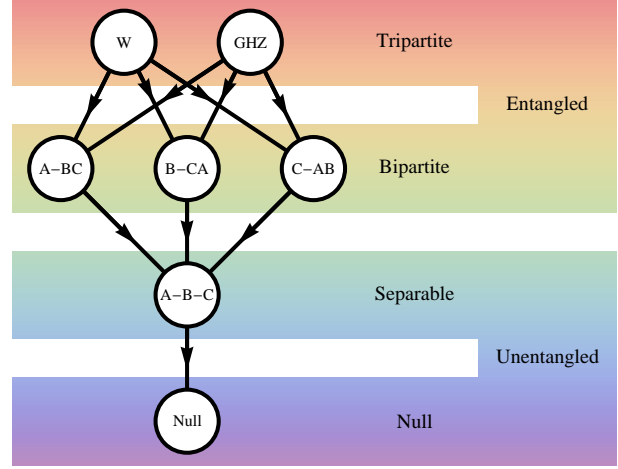 W
GHZ
Tripartite
Entangled
A−BC
B−CA
C−AB
Bipartite
A−B−C
Separable
Unentangled
Null
Null